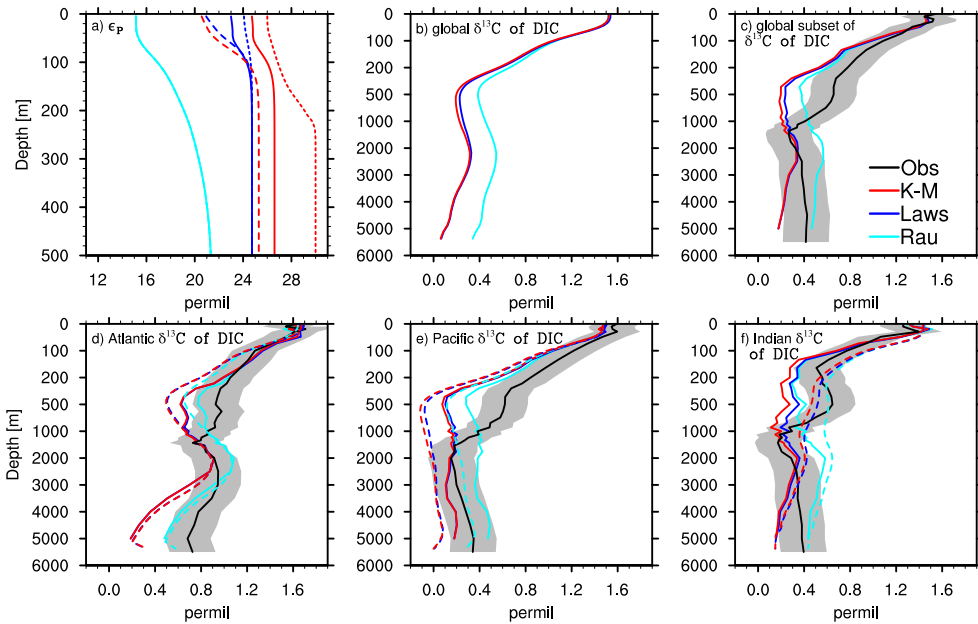 a) ϵP
b) global δ¹³C of DIC
c) global subset of
δ¹³C of DIC
0
100
200
300
400
500
Depth [m]
12 16 20 24 28
permil
0
100
200
500
1000
2000
3000
4000
5000
6000
0.0 0.4 0.8 1.2 1.6
permil
0
100
200
500
1000
2000
3000
4000
5000
6000
0.0 0.4 0.8 1.2 1.6
permil
Obs
K-M
Laws
Rau
d) Atlantic δ¹³C of DIC
e) Pacific δ¹³C of DIC
f) Indian δ¹³C
of DIC
0
100
200
500
1000
2000
3000
4000
5000
6000
Depth [m]
0.0 0.4 0.8 1.2 1.6
permil
0
100
200
500
1000
2000
3000
4000
5000
6000
0.0 0.4 0.8 1.2 1.6
permil
0
100
200
500
1000
2000
3000
4000
5000
6000
0.0 0.4 0.8 1.2 1.6
permil